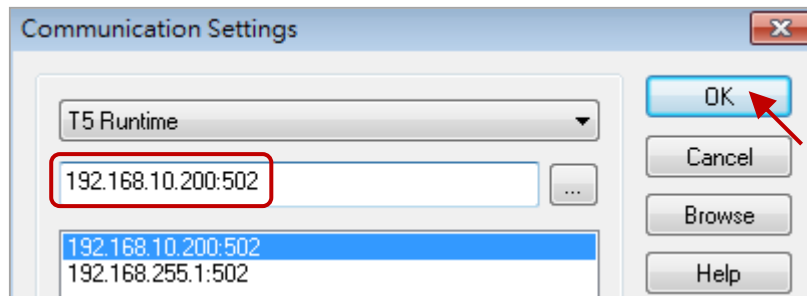 Communication Settings
T5 Runtime
OK
192.168.10.200:502
...
Cancel
192.168.10.200:502
192.168.255.1:502
Browse
Help